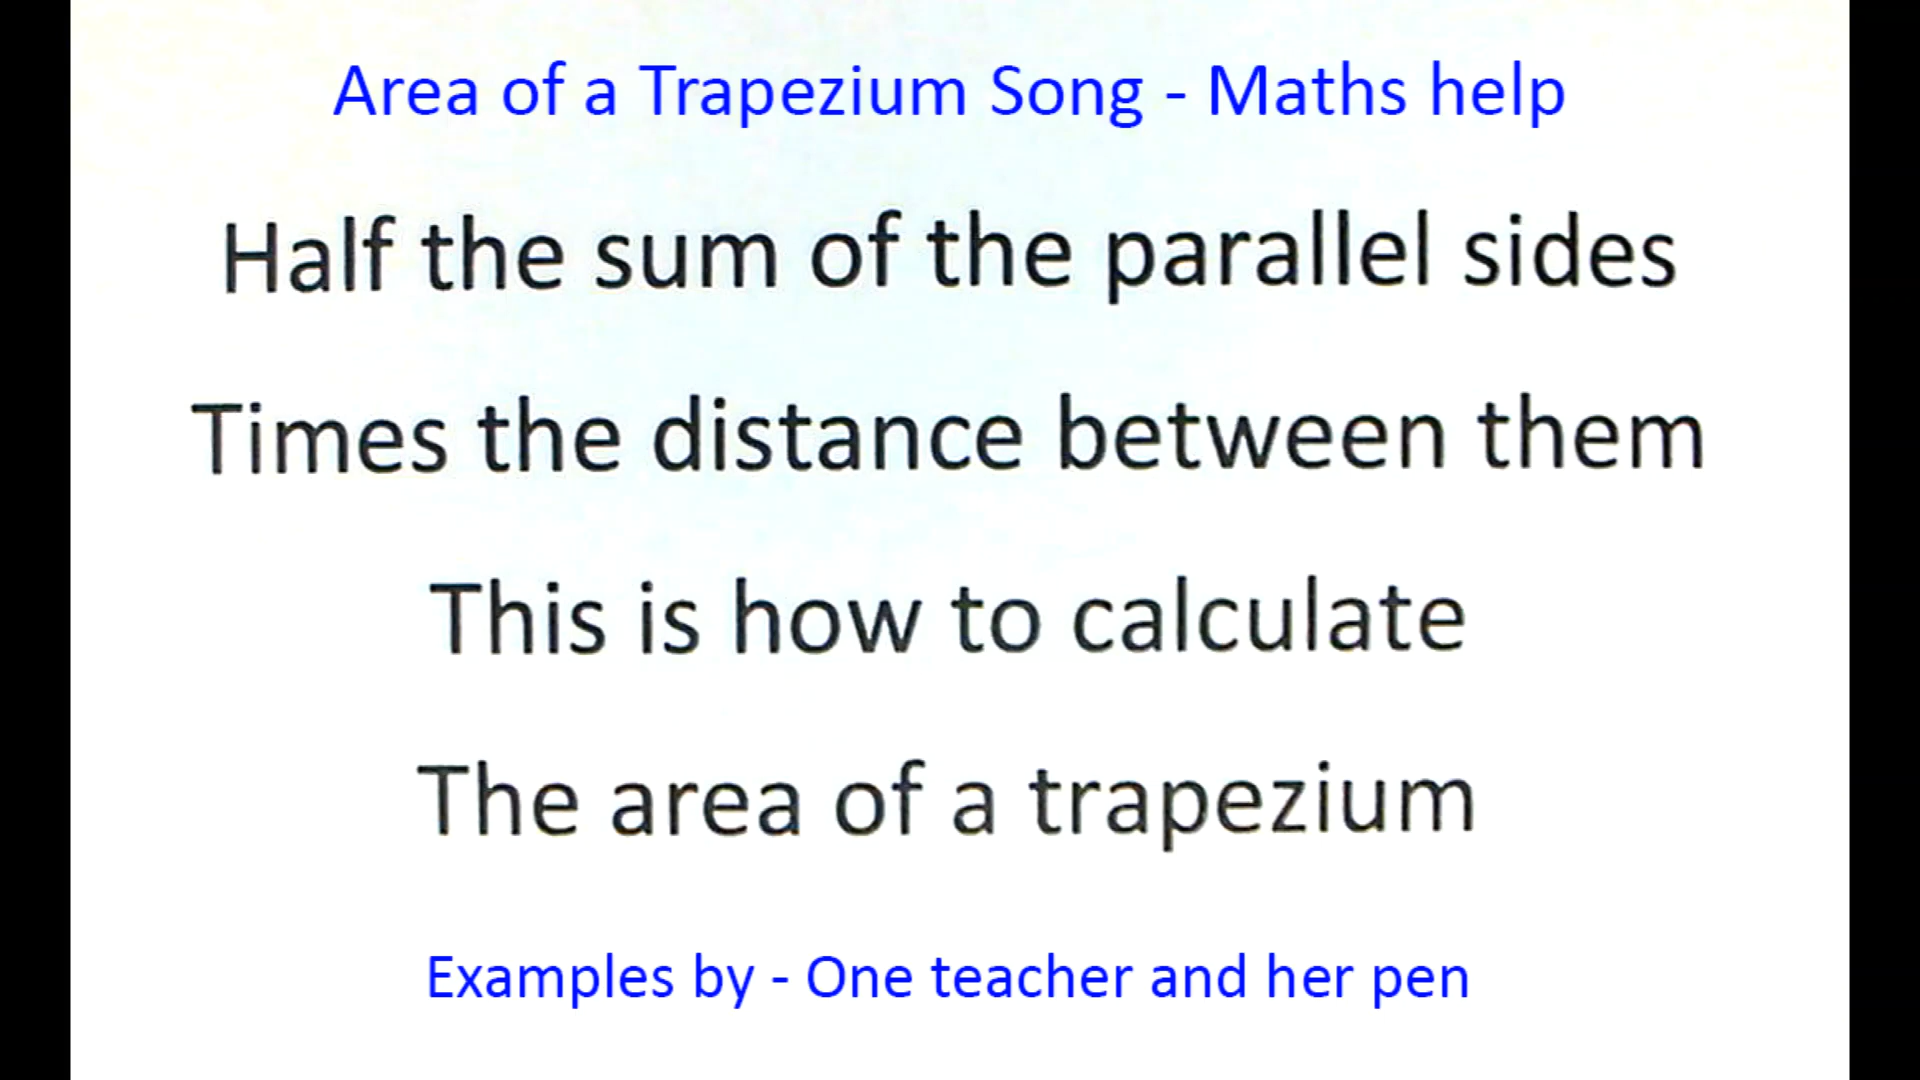 Area of a Trapezium Song - Maths help
Half the sum of the parallel sides
Times the distance between them
This is how to calculate
The area of a trapezium
Examples by - One teacher and her pen